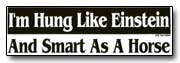 I'm Hung Like Einstein
And Smart As A Horse